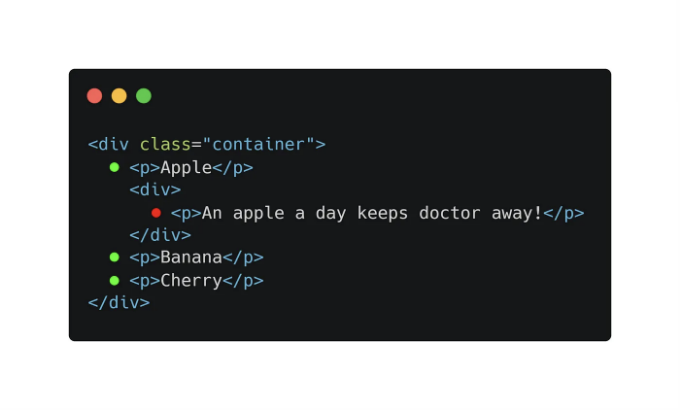 <div class="container">
<p>Apple</p>
<div>
<p>An apple a day keeps doctor away!</p>
</div>
<p>Banana</p>
<p>Cherry</p>
</div>